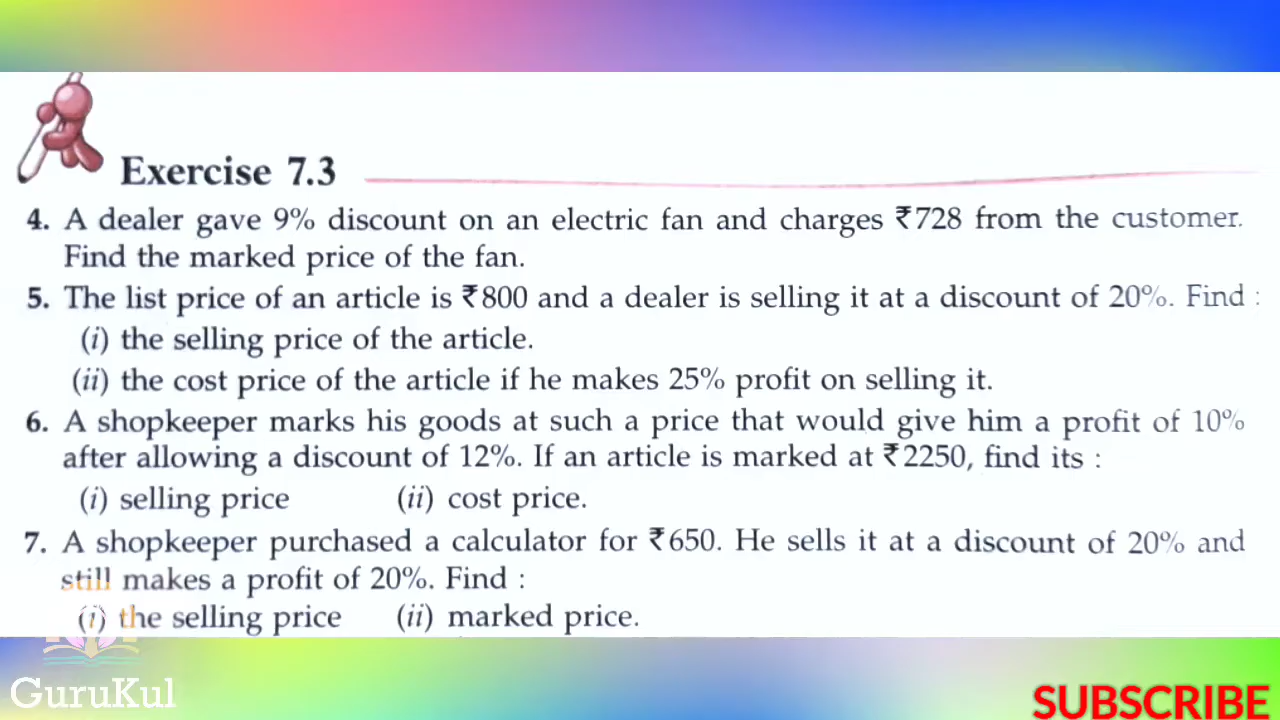 Exercise 7.3
4. A dealer gave 9% discount on an electric fan and charges ₹728 from the customer.
Find the marked price of the fan.
5. The list price of an article is ₹800 and a dealer is selling it at a discount of 20%. Find :
(i) the selling price of the article.
(ii) the cost price of the article if he makes 25% profit on selling it.
6. A shopkeeper marks his goods at such a price that would give him a profit of 10%
after allowing a discount of 12%. If an article is marked at ₹2250, find its :
(i) selling price (ii) cost price.
7. A shopkeeper purchased a calculator for ₹650. He sells it at a discount of 20% and
still makes a profit of 20%. Find :
(i) the selling price (ii) marked price.
GuruKul
SUBSCRIBE